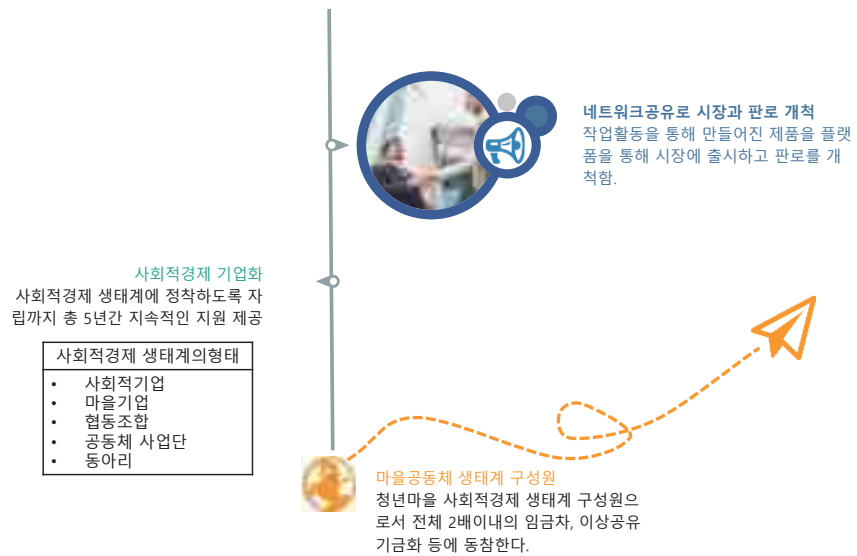 네트워크공유로 시장과 판로 개척
작업활동을 통해 만들어진 제품을 플랫
폼을 통해 시장에 출시하고 판로를 개
척함.
사회적경제 기업화
사회적경제 생태계에 정착하도록 자
립까지 총 5년간 지속적인 지원 제공
사회적경제 생태계의형태
• 사회적기업
• 마을기업
• 협동조합
• 공동체 사업단
• 동아리
마을공동체 생태계 구성원
청년마을 사회적경제 생태계 구성원으
로서 전체 2배이내의 임금차, 이상공유
기금화 등에 동참한다.